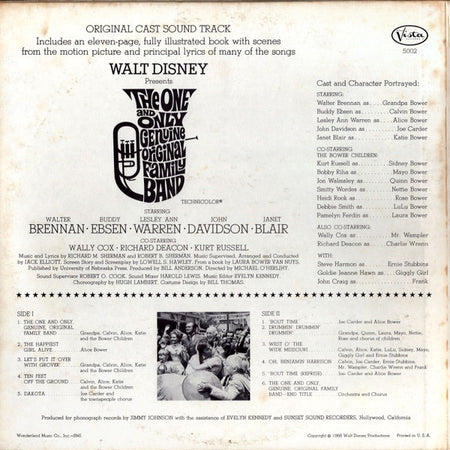 ORIGINAL CAST SOUND TRACK
Includes an eleven-page, fully illustrated book with scenes
from the motion picture and principal lyrics of many of the songs
Vista
5002
WALT DISNEY
Presents
THE ONE AND ONLY GENUINE ORIGINAL FAMILY BAND
TECHNICOLOR®
STARRING
WALTER BUDDY LESLEY ANN JOHN JANET
BRENNAN·EBSEN·WARREN·DAVIDSON·BLAIR
CO-STARRING
WALLY COX · RICHARD DEACON · KURT RUSSELL
Music and Lyrics by RICHARD M. SHERMAN and ROBERT B. SHERMAN. Music Supervised, Arranged and Conducted
by JACK ELLIOTT. Screen Story and Screenplay by LOWELL S. HAWLEY. From a book by LAURA BOWER VAN NUYS.
Published by University of Nebraska Press. Produced by BILL ANDERSON. Directed by MICHAEL O'HERLIHY.
Sound Supervisor ROBERT O. COOK. Sound Mixer HAROLD LEWIS. Music Editor EVELYN KENNEDY.
Choreography by HUGH LAMBERT. Costume Design by BILL THOMAS.
Cast and Character Portrayed:
STARRING:
Walter Brennan as.....Grandpa Bower
Buddy Ebsen as.....Calvin Bower
Lesley Ann Warren as.....Alice Bower
John Davidson as.....Joe Carder
Janet Blair as.....Katie Bower
CO-STARRING
THE BOWER CHILDREN:
Kurt Russell as.....Sidney Bower
Bobby Riha as.....Mayo Bower
Jon Walmsley as.....Quinn Bower
Smitty Wordes as.....Nettie Bower
Heidi Rook as.....Rose Bower
Debbie Smith as.....LuLu Bower
Pamelyn Ferdin as.....Laura Bower
ALSO CO-STARRING:
Wally Cox as.....Mr. Wampler
Richard Deacon as.....Charlie Wrenn
WITH:
Steve Harmon as.....Ernie Stubbins
Goldie Jeanne Hawn as.....Giggly Girl
John Craig as.....Frank
SIDE I
1. THE ONE AND ONLY, GENUINE, ORIGINAL FAMILY BAND Grandpa, Calvin, Alice, Katie and the Bower Children
2. THE HAPPIEST GIRL ALIVE Alice Bower
3. LET'S PUT IT OVER WITH GROVER Grandpa, Calvin, Alice, Katie and the Bower Children
4. TEN FEET OFF THE GROUND Calvin, Alice, Katie and the Bower Children
5. DAKOTA Joe Carder and the townspeople chorus
SIDE II
1. 'BOUT TIME Joe Carder and Alice Bower
2. DRUMMIN' DRUMMIN' DRUMMIN' Grandpa, Quinn, Laura, Mayo, Nettie, Rose and chorus of children
3. WEST O' THE WIDE MISSOURI Calvin, Joe, Alice, Katie, LuLu, Sidney, Mayo, Giggly Girl and Ernie Stubbins
4. OH, BENJAMIN HARRISON Calvin, Joe Carder, Ernie Stubbins, Mr. Wampler, Charlie Wrenn and Frank
5. 'BOUT TIME (REPRISE) Joe Carder and Alice Bower
6. THE ONE AND ONLY, GENUINE, ORIGINAL FAMILY BAND—END TITLE Orchestra and Chorus
Produced for phonograph records by JIMMY JOHNSON with the assistance of EVELYN KENNEDY and SUNSET SOUND RECORDERS, Hollywood, California
Wonderland Music Co., Inc.—BMI.
Copyright © 1968 Walt Disney Productions Printed in U.S.A.